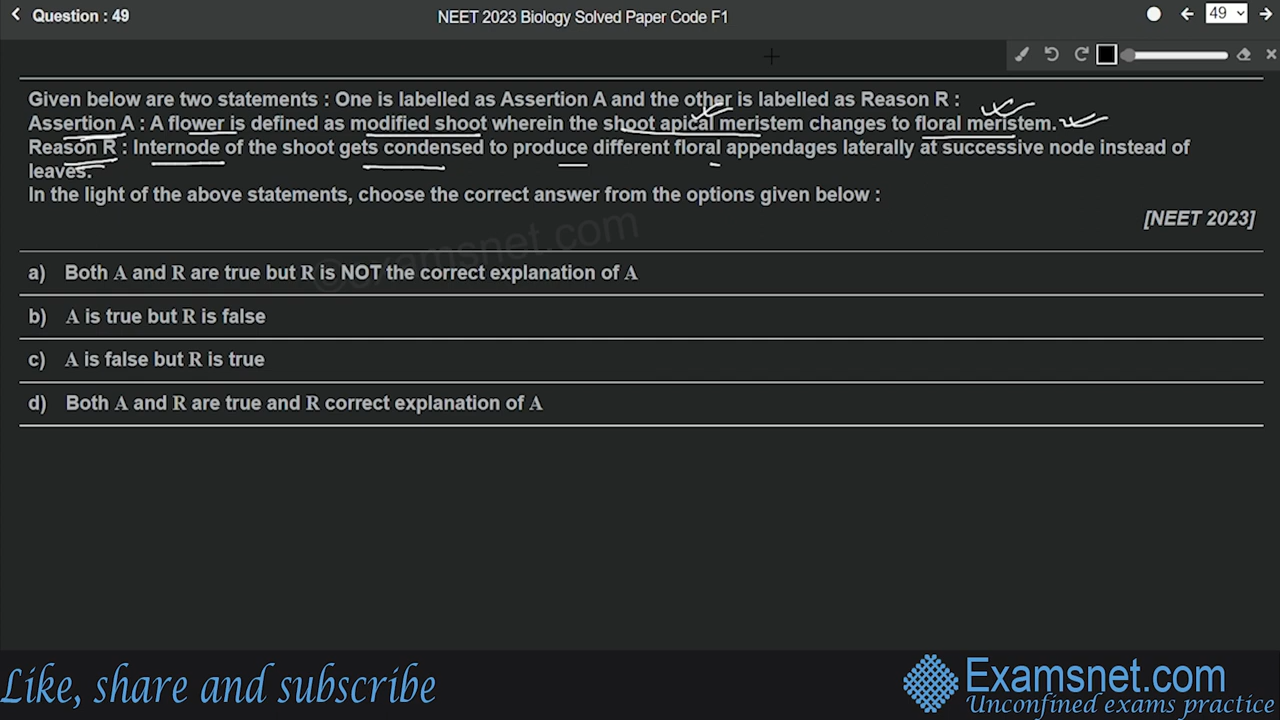 Question : 49
NEET 2023 Biology Solved Paper Code F1
49
Given below are two statements : One is labelled as Assertion A and the other is labelled as Reason R :
Assertion A : A flower is defined as modified shoot wherein the shoot apical meristem changes to floral meristem.
Reason R : Internode of the shoot gets condensed to produce different floral appendages laterally at successive node instead of
leaves.
In the light of the above statements, choose the correct answer from the options given below :
[NEET 2023]
©examsnet.com
a) Both A and R are true but R is NOT the correct explanation of A
b) A is true but R is false
c) A is false but R is true
d) Both A and R are true and R correct explanation of A
Like, share and subscribe
Examsnet.com
Unconfined exams practice